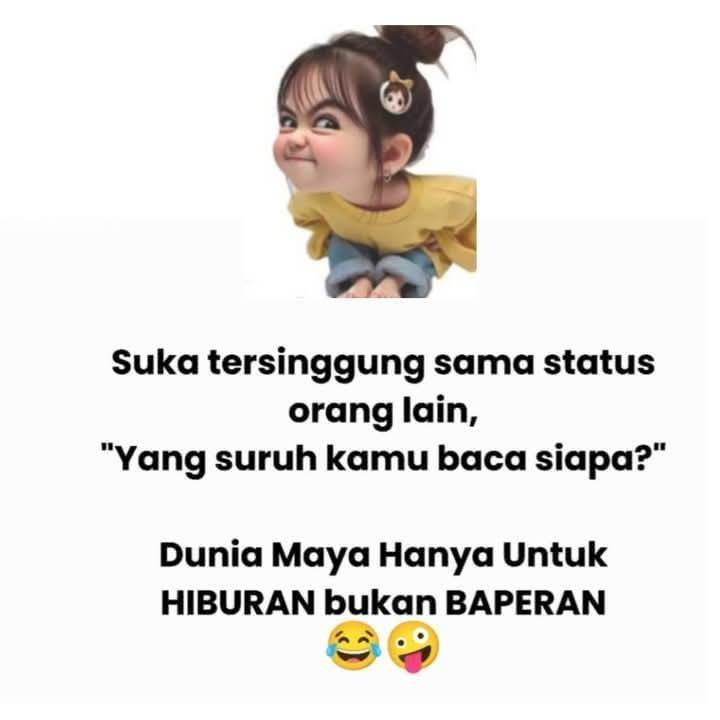 Suka tersinggung sama status
orang lain,
"Yang suruh kamu baca siapa?"
Dunia Maya Hanya Untuk
HIBURAN bukan BAPERAN
😂🤪